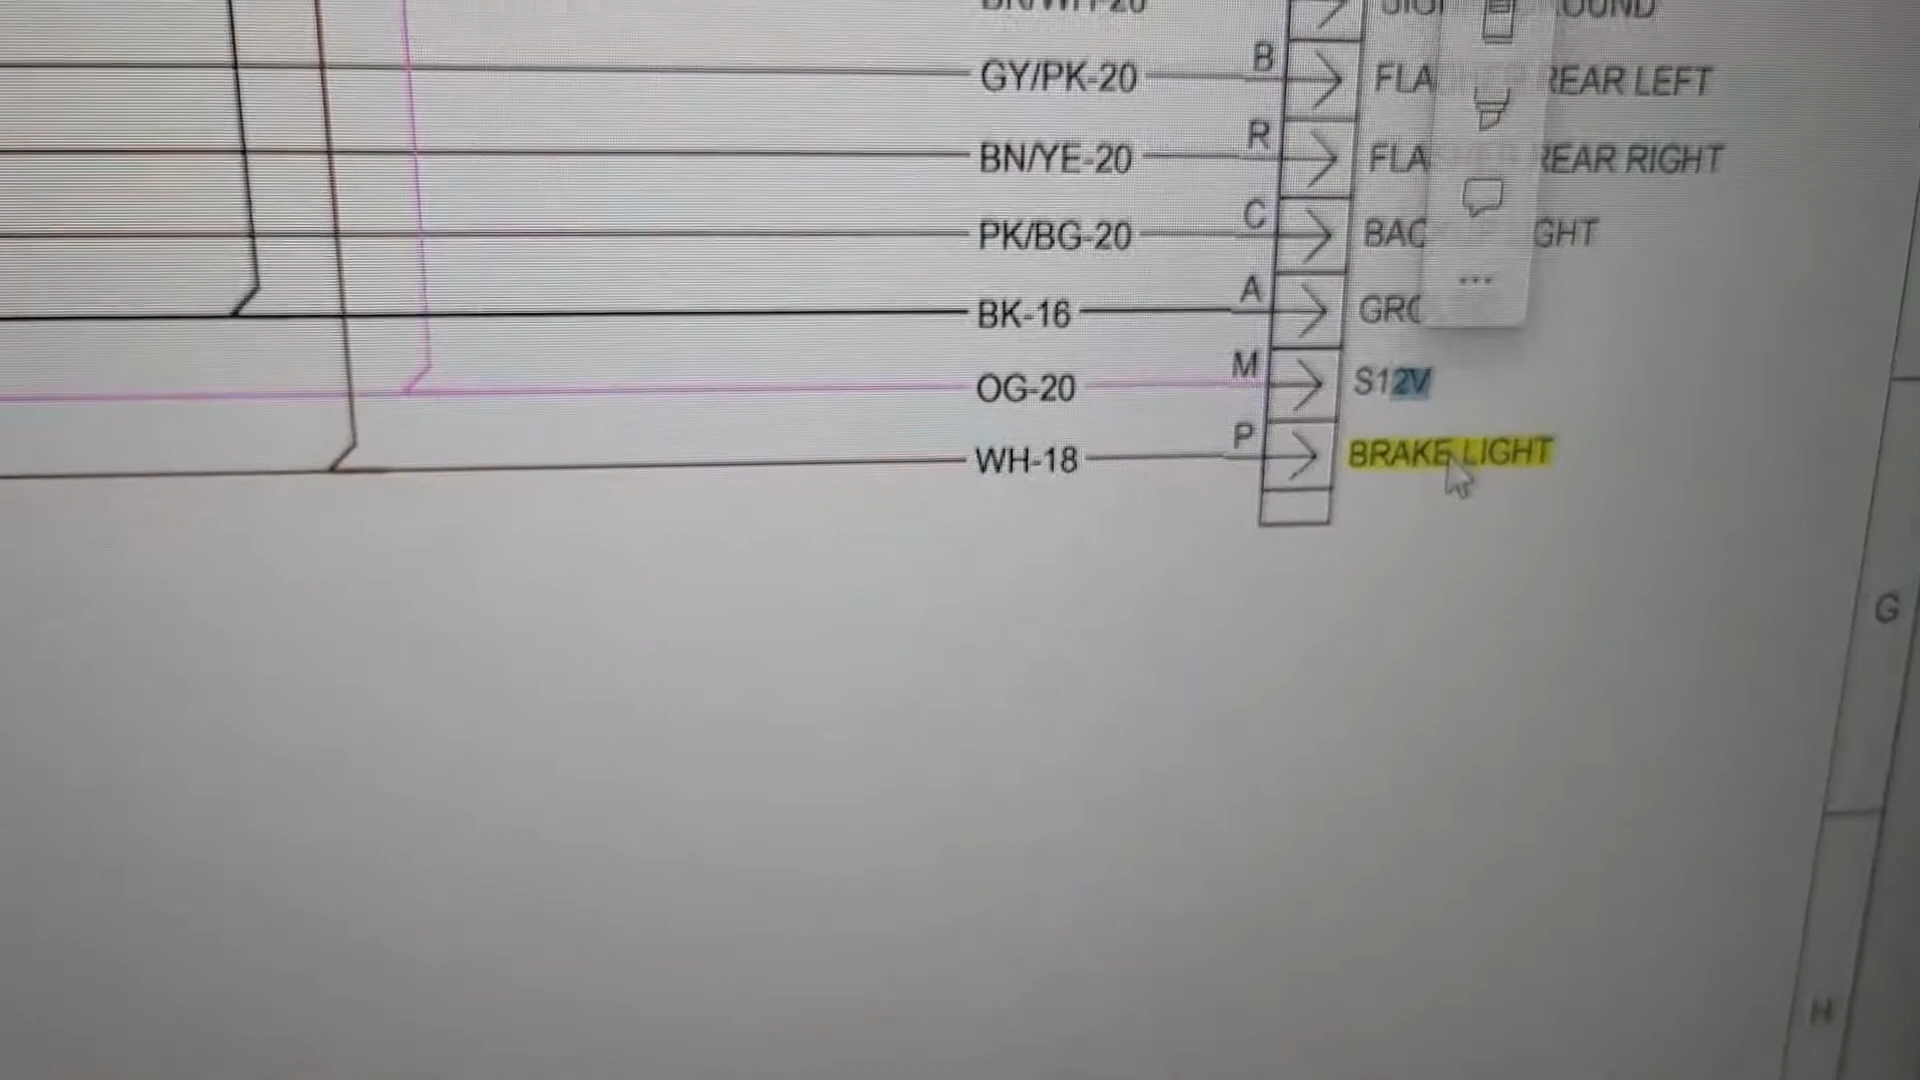 GY/PK-20 B FLA REAR LEFT
BN/YE-20 R FLA REAR RIGHT
PK/BG-20 C BAC GHT
BK-16 A GRO
OG-20 M S12V
WH-18 P BRAKE LIGHT
G
H